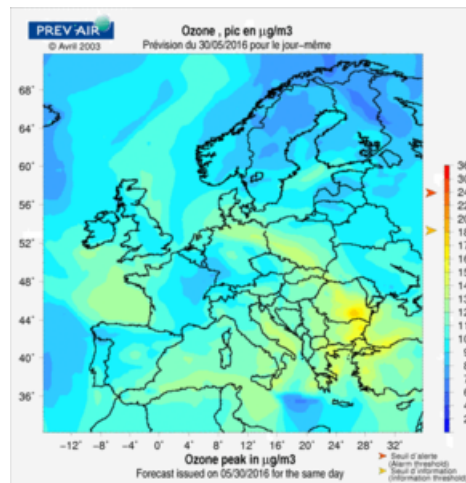 PREV'AIR
© Avril 2003
Ozone , pic en µg/m3
Prévision du 30/05/2016 pour le jour-même
68°
64°
60°
56°
52°
48°
44°
40°
36°
-12° -8° -4° 0° 4° 8° 12° 16° 20° 24° 28° 32°
Ozone peak in µg/m3
Forecast issued on 05/30/2016 for the same day
Seuil d'alerte
(Alarm threshold)
Seuil d'information